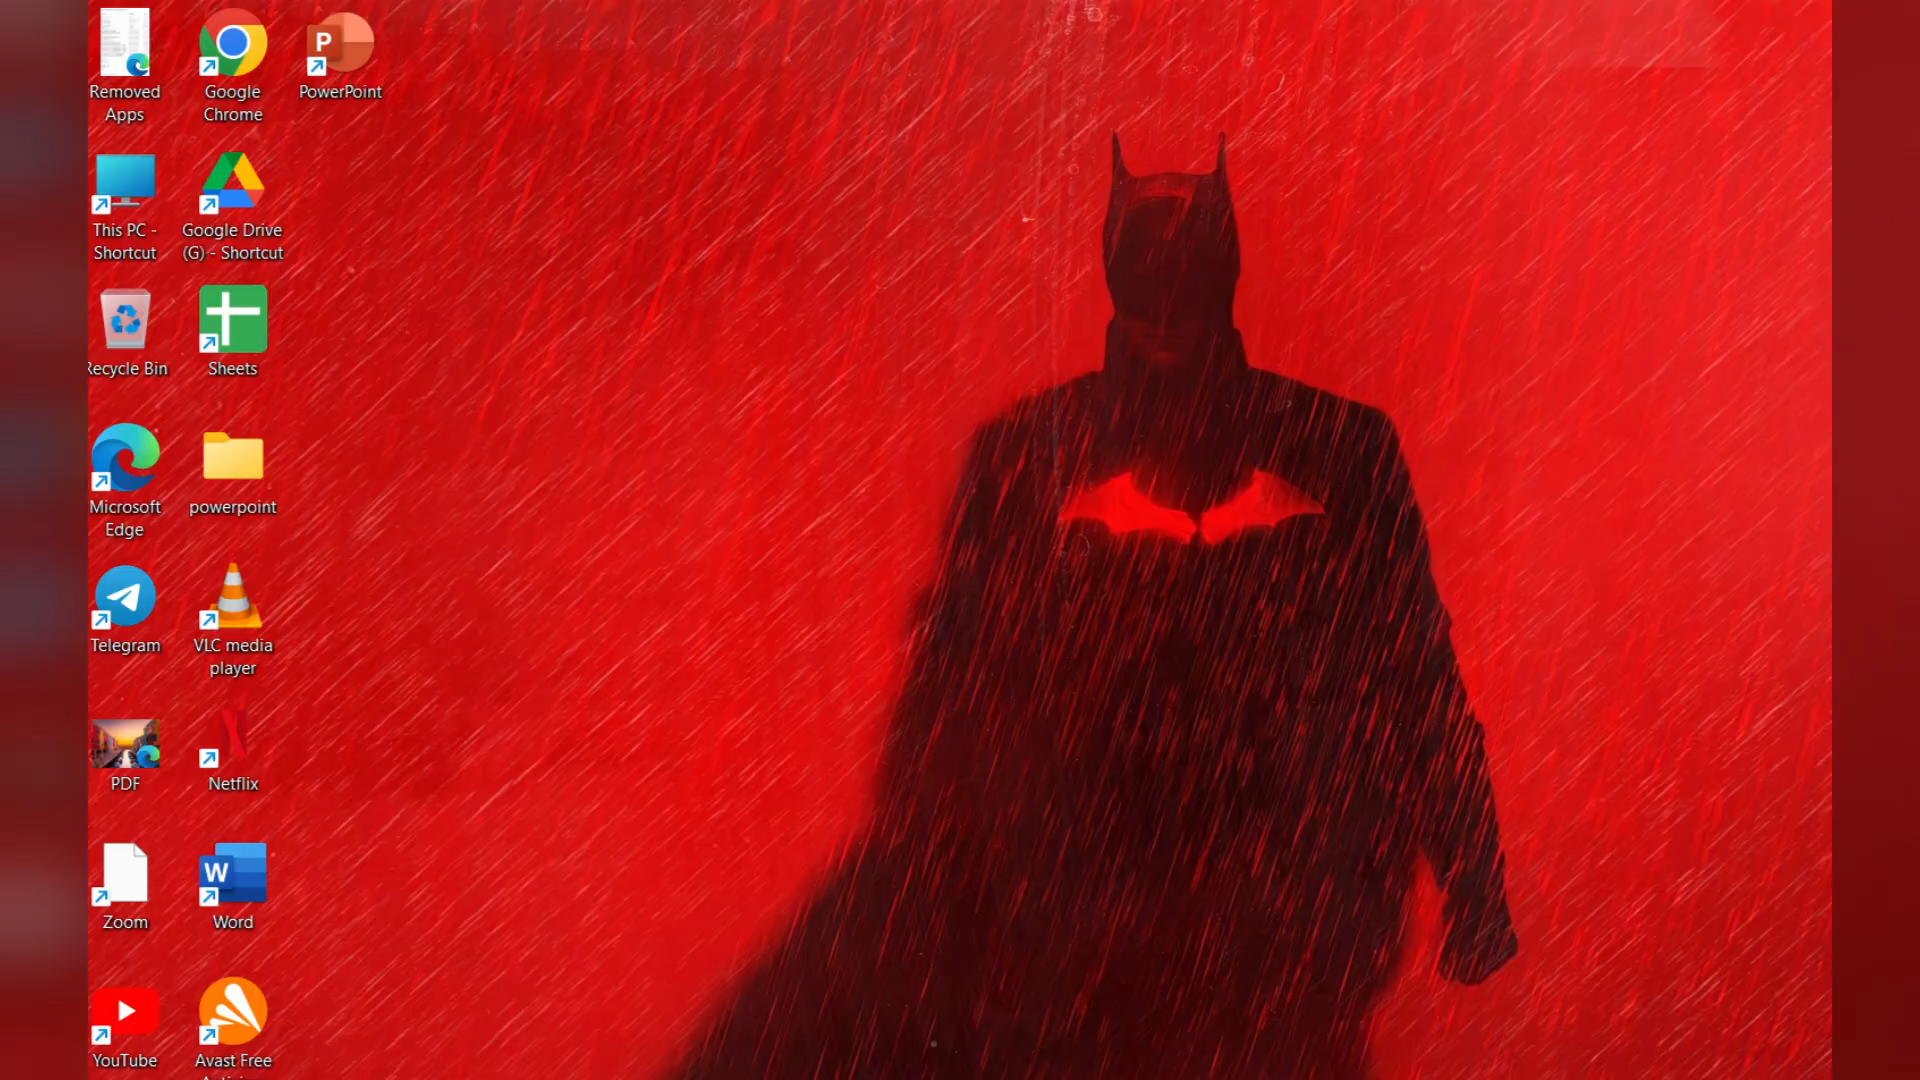 Removed
Apps
Google
Chrome
P
PowerPoint
This PC -
Shortcut
Google Drive
(G) - Shortcut
Recycle Bin
Sheets
Microsoft
Edge
powerpoint
Telegram
VLC media
player
PDF
Netflix
Zoom
W
Word
YouTube
Avast Free